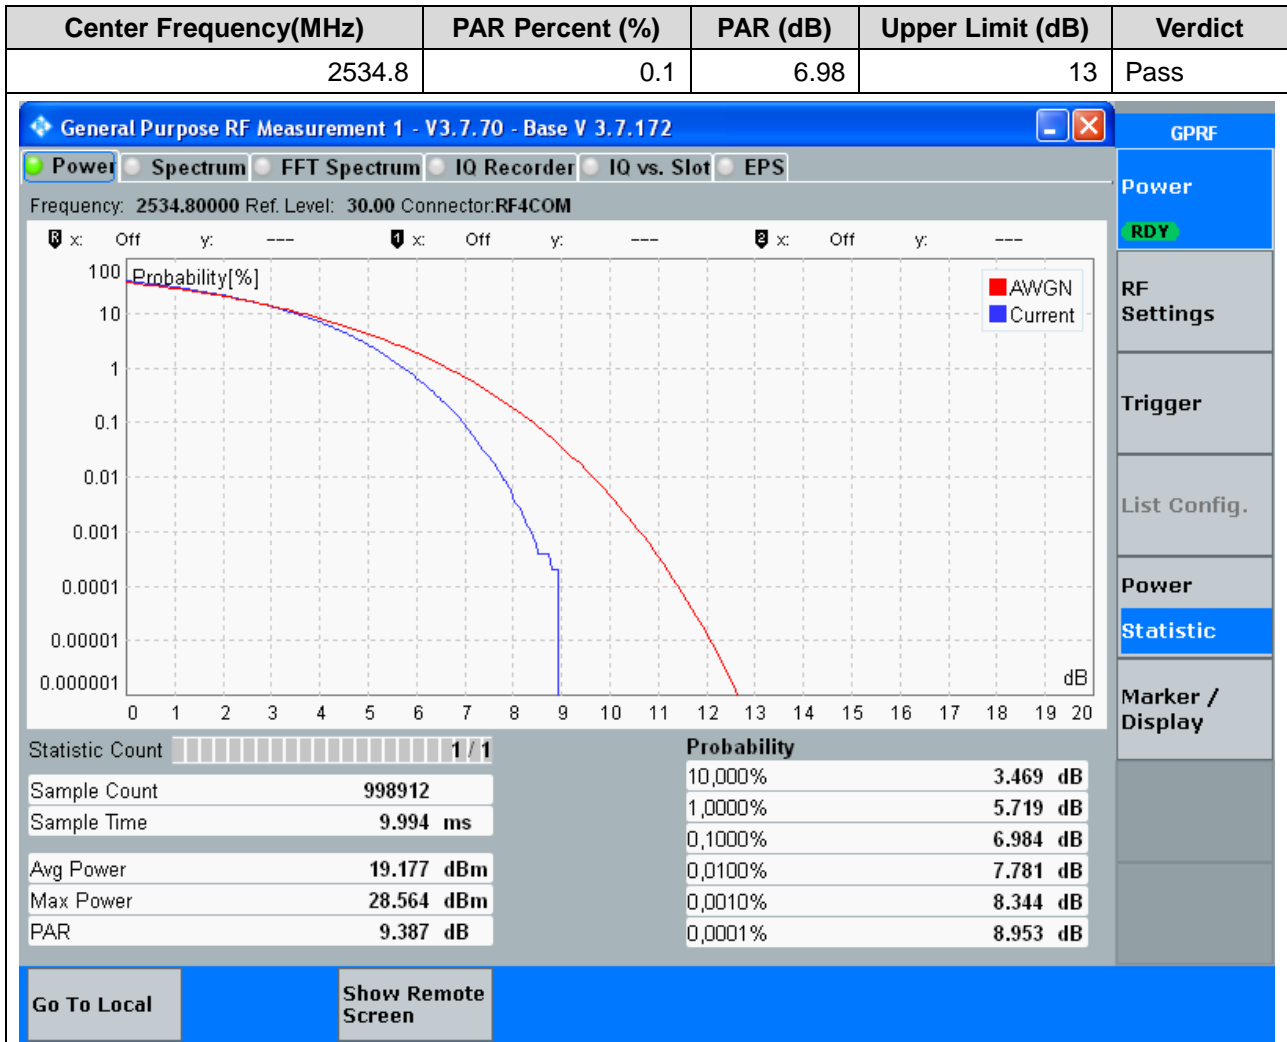 Center Frequency(MHz) PAR Percent (%) PAR (dB) Upper Limit (dB) Verdict
2534.8 0.1 6.98 13 Pass
General Purpose RF Measurement 1 - V3.7.70 - Base V 3.7.172
GPRF
Power Spectrum FFT Spectrum IQ Recorder IQ vs. Slot EPS
Power
RDY
Frequency: 2534.80000 Ref. Level: 30.00 Connector:RF4COM
R x: Off y: --- 1 x: Off y: --- 2 x: Off y: ---
Probability[%]
AWGN
Current
100
10
1
0.1
0.01
0.001
0.0001
0.00001
0.000001
dB
0 1 2 3 4 5 6 7 8 9 10 11 12 13 14 15 16 17 18 19 20
RF
Settings
Trigger
List Config.
Power
Statistic
Marker /
Display
Statistic Count 1 / 1
Sample Count 998912
Sample Time 9.994 ms
Avg Power 19.177 dBm
Max Power 28.564 dBm
PAR 9.387 dB
Probability
10,000% 3.469 dB
1,0000% 5.719 dB
0,1000% 6.984 dB
0,0100% 7.781 dB
0,0010% 8.344 dB
0,0001% 8.953 dB
Go To Local
Show Remote
Screen